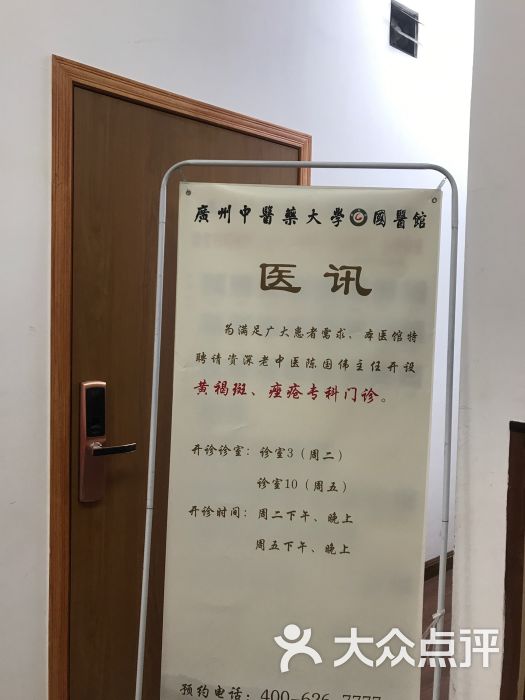 廣州中醫藥大學國醫館
医讯
为满足广大患者需求、本医馆特
聘请资深老中医陈国伟主任开设
黄褐斑、痤疮专科门诊。
开诊诊室：诊室3（周二）
诊室10（周五）
开诊时间：周二下午、晚上
周五下午、晚上
预约电话：400-626-7777
大众点评